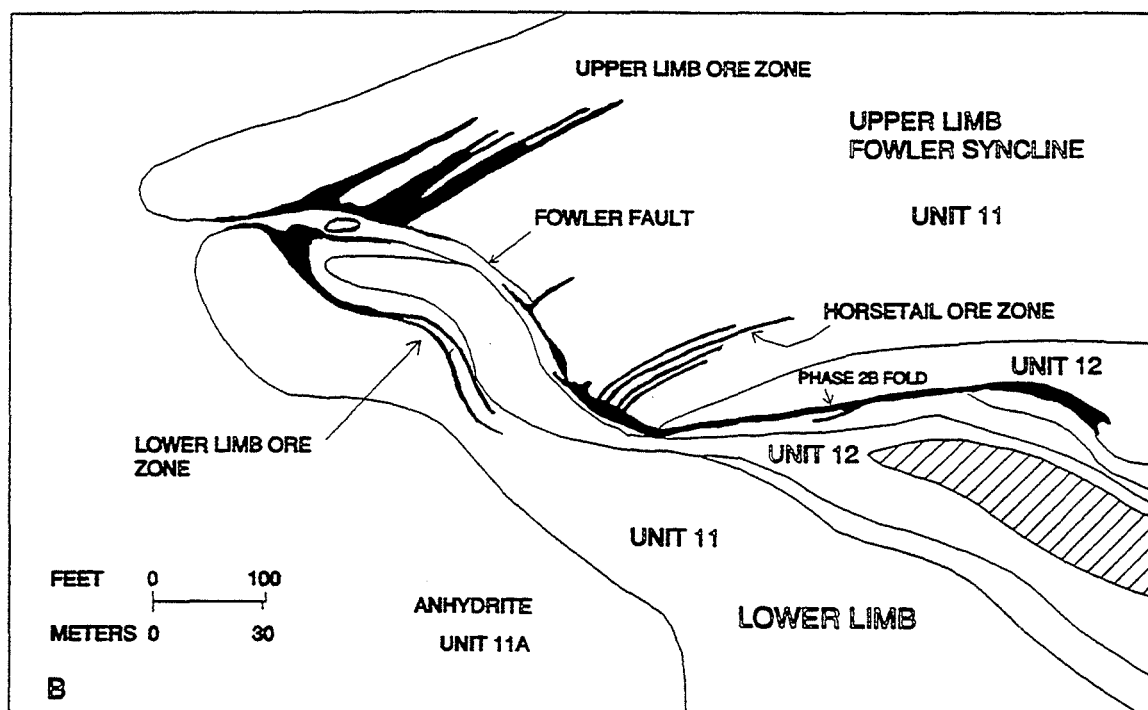 UPPER LIMB ORE ZONE
UPPER LIMB
FOWLER SYNCLINE
FOWLER FAULT
UNIT 11
HORSETAIL ORE ZONE
UNIT 12
PHASE 2B FOLD
LOWER LIMB ORE
ZONE
UNIT 12
UNIT 11
FEET 0 100
ANHYDRITE
LOWER LIMB
METERS 0 30
UNIT 11A
B